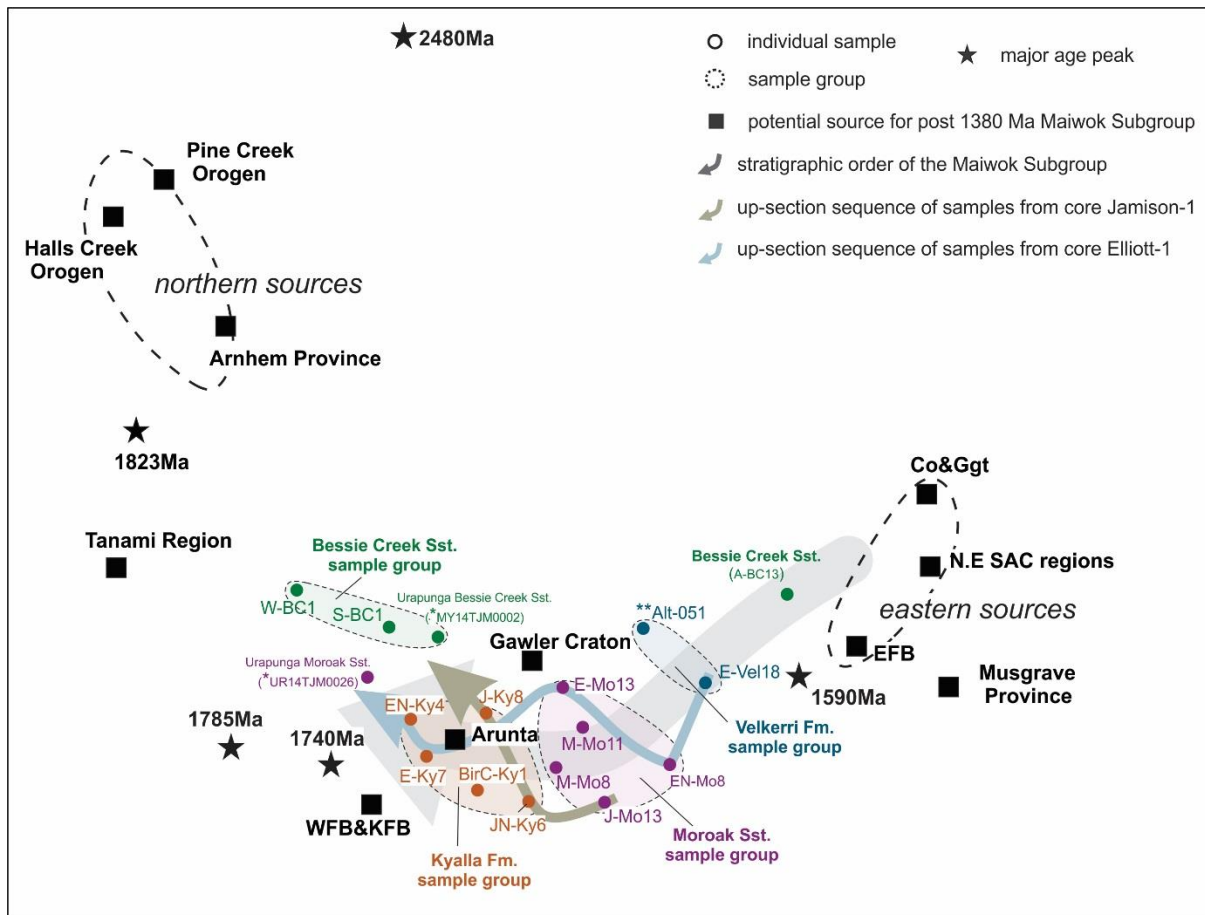 2480Ma
individual sample
major age peak
sample group
potential source for post 1380 Ma Maiwok Subgroup
stratigraphic order of the Maiwok Subgroup
up-section sequence of samples from core Jamison-1
up-section sequence of samples from core Elliott-1
Pine Creek
Orogen
Halls Creek
Orogen
northern sources
Arnhem Province
1823Ma
Tanami Region
Co&Ggt
N.E SAC regions
eastern sources
EFB
Musgrave
Province
1590Ma
Bessie Creek Sst.
sample group
W-BC1
S-BC1
Urapunga Bessie Creek Sst.
(*MY14TJM0002)
Bessie Creek Sst.
(A-BC13)
**Alt-051
Gawler Craton
E-Vel18
Velkerri Fm.
sample group
Urapunga Moroak Sst.
(*UR14TJM0026)
1785Ma
1740Ma
WFB&KFB
EN-Ky4
J-Ky8
Arunta
E-Ky7
BirC-Ky1
JN-Ky6
E-Mo13
M-Mo11
M-Mo8
EN-Mo8
J-Mo13
Kyalla Fm.
sample group
Moroak Sst.
sample group